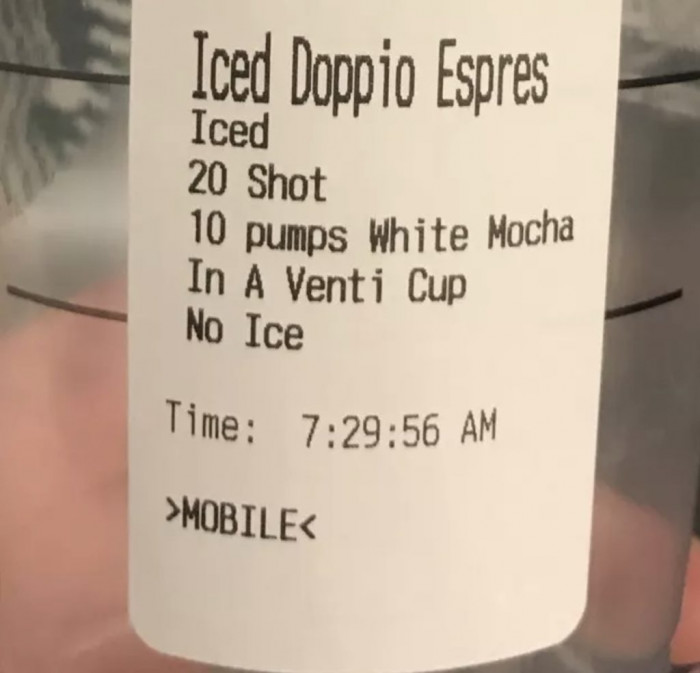 Iced Doppio Espres
Iced
20 Shot
10 pumps White Mocha
In A Venti Cup
No Ice
Time: 7:29:56 AM
>MOBILE<